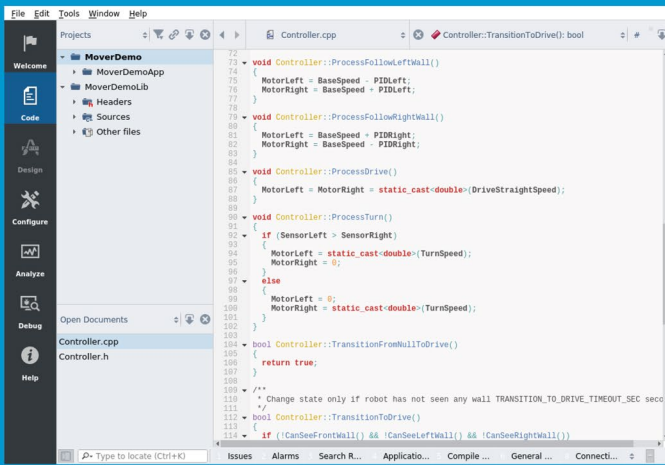 File Edit Tools Window Help
Projects
Controller.cpp
Controller::TransitionToDrive(): bool
#
Welcome
Code
Design
Configure
Analyze
Debug
Help
MoverDemo
MoverDemoApp
MoverDemoLib
Headers
Sources
Other files
Open Documents
Controller.cpp
Controller.h
72
73 void Controller::ProcessFollowLeftWall()
74 {
75 MotorLeft = BaseSpeed - PIDLeft;
76 MotorRight = BaseSpeed + PIDLeft;
77 }
78
79 void Controller::ProcessFollowRightWall()
80 {
81 MotorLeft = BaseSpeed + PIDRight;
82 MotorRight = BaseSpeed - PIDRight;
83 }
84
85 void Controller::ProcessDrive()
86 {
87 MotorLeft = MotorRight = static_cast<double>(DriveStraightSpeed);
88 }
89
90 void Controller::ProcessTurn()
91 {
92 if (SensorLeft > SensorRight)
93 {
94 MotorLeft = static_cast<double>(TurnSpeed);
95 MotorRight = 0;
96 }
97 else
98 {
99 MotorLeft = 0;
100 MotorRight = static_cast<double>(TurnSpeed);
101 }
102 }
103
104 bool Controller::TransitionFromNullToDrive()
105 {
106 return true;
107 }
108
109 /**
110 * Change state only if robot has not seen any wall TRANSITION_TO_DRIVE_TIMEOUT_SEC seco
111 */
112 bool Controller::TransitionToDrive()
113 {
114 if (!CanSeeFrontWall() && !CanSeeLeftWall() && !CanSeeRightWall())
Type to locate (Ctrl+K)
Issues Alarms Search R... Applicatio... Compile ... General ... Connecti...